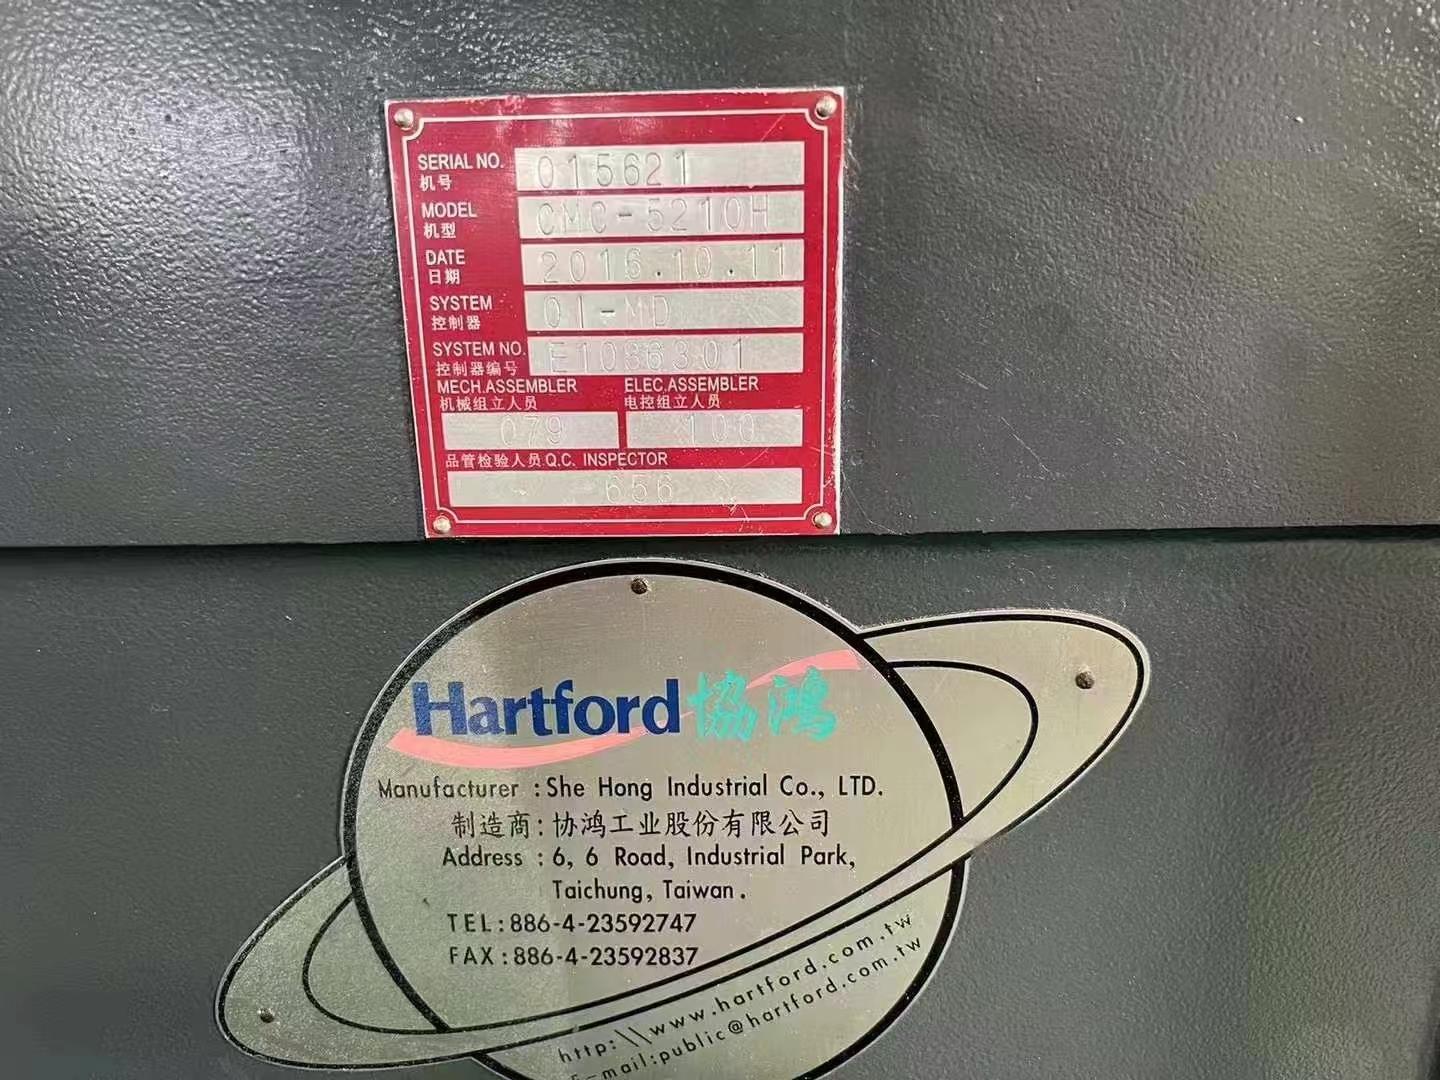 SERIAL NO. 015621
机号
MODEL CMC-5210H
机型
DATE 2016.10.11
日期
SYSTEM OI-MD
控制器
SYSTEM NO. E1086301
控制器编号
MECH.ASSEMBLER ELEC.ASSEMBLER
机械组立人员 电控组立人员
079 100
品管检验人员 Q.C. INSPECTOR
656
Hartford 協鴻
Manufacturer : She Hong Industrial Co., LTD.
制造商: 协鸿工业股份有限公司
Address : 6, 6 Road, Industrial Park,
Taichung, Taiwan.
TEL:886-4-23592747
FAX:886-4-23592837
http:\\www.hartford.com.tw
E-mail:public@hartford.com.tw